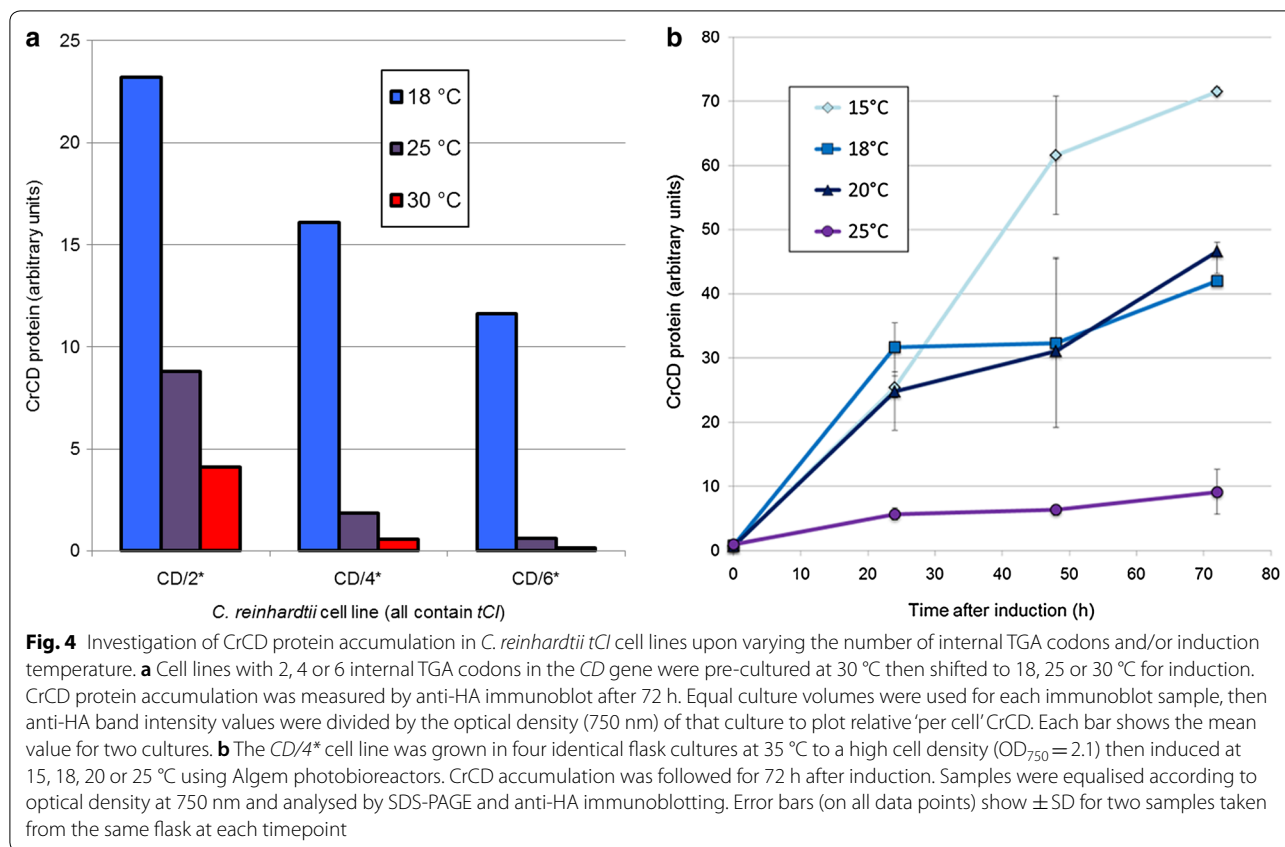 a
25
20
15
10
5
0
CrCD protein (arbitrary units)
18 °C
25 °C
30 °C
CD/2*
CD/4*
CD/6*
C. reinhardtii cell line (all contain tCI)
b
80
70
60
50
40
30
20
10
0
CrCD protein (arbitrary units)
15°C
18°C
20°C
25°C
0 10 20 30 40 50 60 70 80
Time after induction (h)
Fig. 4 Investigation of CrCD protein accumulation in C. reinhardtii tCI cell lines upon varying the number of internal TGA codons and/or induction
temperature. a Cell lines with 2, 4 or 6 internal TGA codons in the CD gene were pre-cultured at 30 °C then shifted to 18, 25 or 30 °C for induction.
CrCD protein accumulation was measured by anti-HA immunoblot after 72 h. Equal culture volumes were used for each immunoblot sample, then
anti-HA band intensity values were divided by the optical density (750 nm) of that culture to plot relative ‘per cell’ CrCD. Each bar shows the mean
value for two cultures. b The CD/4* cell line was grown in four identical flask cultures at 35 °C to a high cell density (OD750 = 2.1) then induced at
15, 18, 20 or 25 °C using Algem photobioreactors. CrCD accumulation was followed for 72 h after induction. Samples were equalised according to
optical density at 750 nm and analysed by SDS-PAGE and anti-HA immunoblotting. Error bars (on all data points) show ±SD for two samples taken
from the same flask at each timepoint